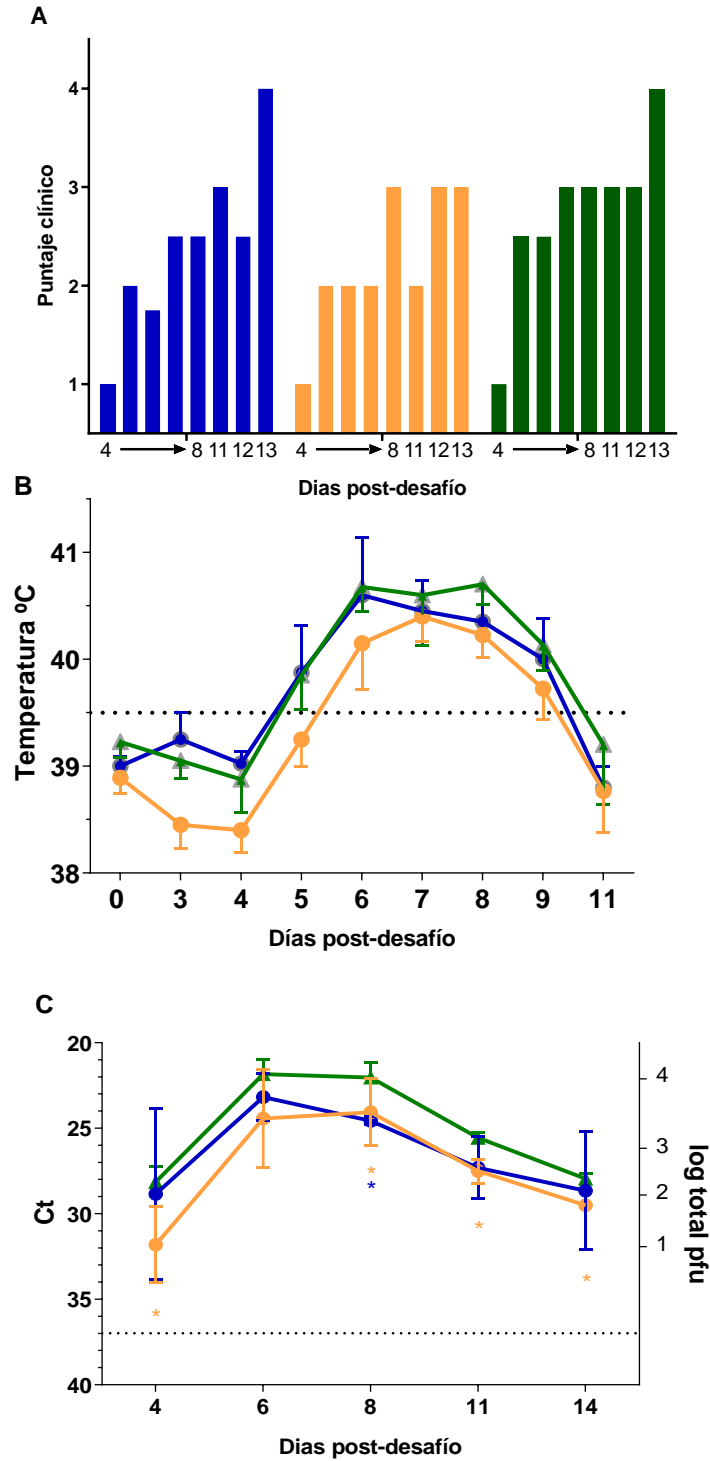 A
4
3
2
1
Puntaje clínico
4 8 11 12 13 4 8 11 12 13 4 8 11 12 13
Dias post-desafío
B
41
40
39
38
Temperatura ºC
0 3 4 5 6 7 8 9 11
Días post-desafío
C
20
25
30
35
40
Ct
4
3
2
1
log total pfu
*
*
*
*
*
4 6 8 11 14
Dias post-desafío